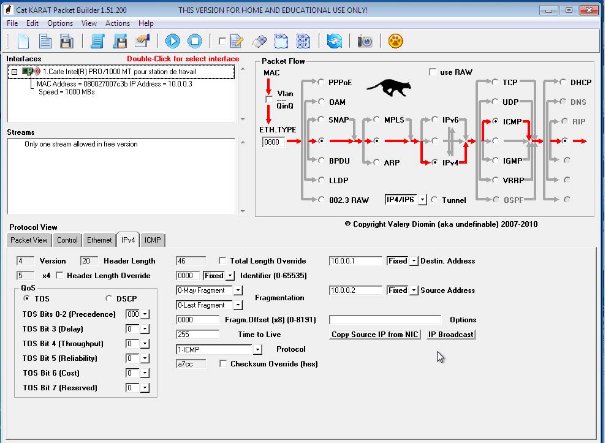 Cat KARAT Packet Builder 1.51.200 THIS VERSION FOR HOME AND EDUCATIONAL USE ONLY!
File Edit Options View Actions Help
Interfaces Double-Click for select interface
1.Carte Intel(R) PRO/1000 MT pour station de travail
MAC Address = 080027007c3b IP Address = 10.0.0.3
Speed = 1000 MBs
Streams
Only one stream allowed in free version
Packet Flow
MAC
use RAW
Vlan
QinQ
ETH.TYPE
0800
PPPoE
OAM
SNAP
BPDU
LLDP
802.3 RAW
MPLS
ARP
IP4/IP6
IPv6
IPv4
Tunnel
TCP
UDP
ICMP
IGMP
VRRP
OSPF
DHCP
DNS
RIP
© Copyright Valery Diomin (aka undefinable) 2007-2010
Protocol View
Packet View Control Ethernet IPv4 ICMP
4 Version 20 Header Length
5 x4 Header Length Override
QoS
TOS DSCP
TOS Bits 0-2 (Precedence) 000
TOS Bit 3 (Delay) 0
TOS Bit 4 (Throughput) 0
TOS Bit 5 (Reliability) 0
TOS Bit 6 (Cost) 0
TOS Bit 7 (Reserved) 0
46 Total Length Override
0000 Fixed Identifier (0-65535)
0-May Fragment
0-Last Fragment
Fragmentation
0000 Fragm.Offset (x8) (0-8191)
255 Time to Live
1-ICMP Protocol
a7cc Checksum Override (hex)
10.0.0.1 Fixed Destin. Address
10.0.0.2 Fixed Source Address
Options
Copy Source IP from NIC IP Broadcast